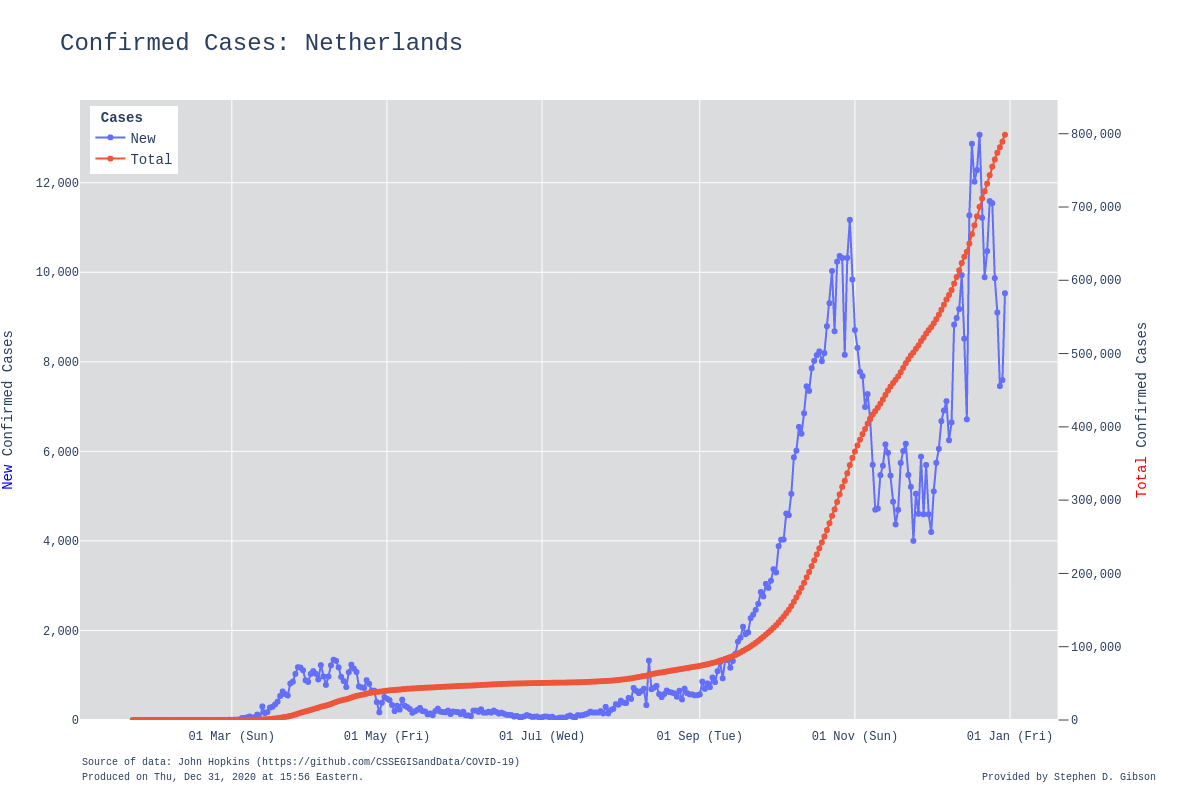 Confirmed Cases: Netherlands
Cases
New
Total
12,000
10,000
8,000
6,000
4,000
2,000
0
New Confirmed Cases
800,000
700,000
600,000
500,000
400,000
300,000
200,000
100,000
0
Total Confirmed Cases
01 Mar (Sun)
01 May (Fri)
01 Jul (Wed)
01 Sep (Tue)
01 Nov (Sun)
01 Jan (Fri)
Source of data: John Hopkins (https://github.com/CSSEGISandData/COVID-19)
Produced on Thu, Dec 31, 2020 at 15:56 Eastern.
Provided by Stephen D. Gibson